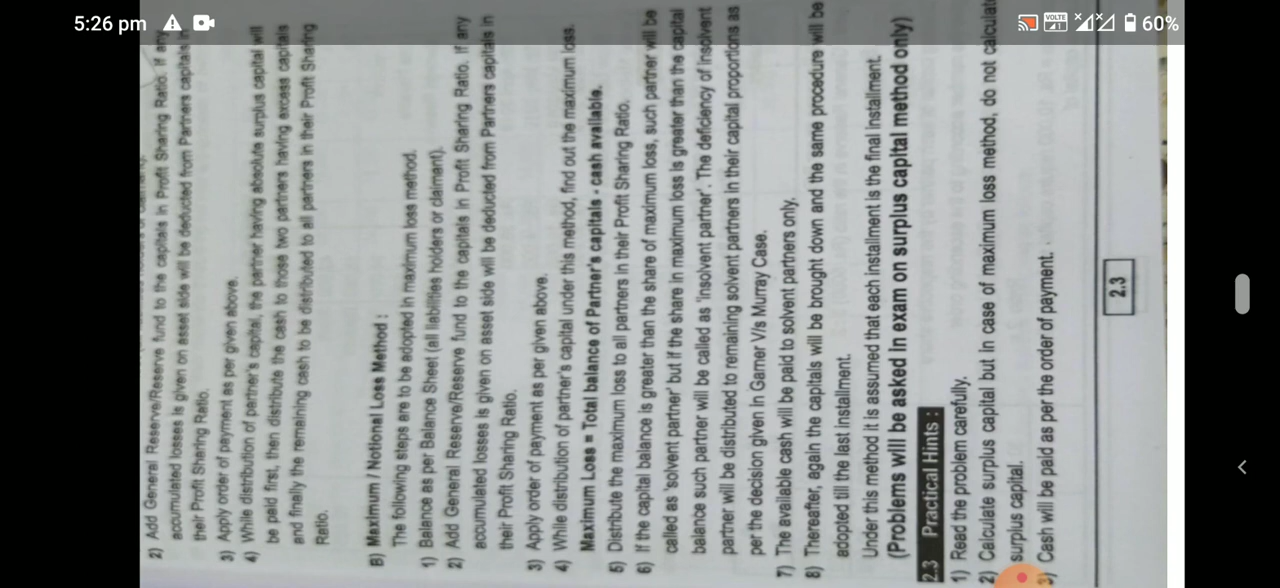 5:26 pm
VOLTE
60%
2) Add General Reserve/Reserve fund to the capitals in Profit Sharing Ratio. If any
accumulated losses is given on asset side will be deducted from Partners capitals in
their Profit Sharing Ratio.
3) Apply order of payment as per given above.
4) While distribution of partner's capital, the partner having absolute surplus capital will
be paid first, then distribute the cash to those two partners having excess capitals
and finally the remaining cash to be distributed to all partners in their Profit Sharing
Ratio.
B) Maximum / Notional Loss Method :
The following steps are to be adopted in maximum loss method.
1) Balance as per Balance Sheet (all liabilities holders or claimant).
2) Add General Reserve/Reserve fund to the capitals in Profit Sharing Ratio. If any
accumulated losses is given on asset side will be deducted from Partners capitals in
their Profit Sharing Ratio.
3) Apply order of payment as per given above.
4) While distribution of partner's capital under this method, find out the maximum loss.
Maximum Loss = Total balance of Partner's capitals - cash available.
5) Distribute the maximum loss to all partners in their Profit Sharing Ratio.
6) If the capital balance is greater than the share of maximum loss, such partner will be
called as 'solvent partner' but if the share in maximum loss is greater than the capital
balance such partner will be called as 'insolvent partner'. The deficiency of insolvent
partner will be distributed to remaining solvent partners in their capital proportions as
per the decision given in Garner V/s Murray Case.
7) The available cash will be paid to solvent partners only.
8) Thereafter, again the capitals will be brought down and the same procedure will be
adopted till the last installment.
Under this method it is assumed that each installment is the final installment.
(Problems will be asked in exam on surplus capital method only)
2.3 Practical Hints :
1) Read the problem carefully.
2) Calculate surplus capital but in case of maximum loss method, do not calculate
surplus capital.
3) Cash will be paid as per the order of payment.
2.3